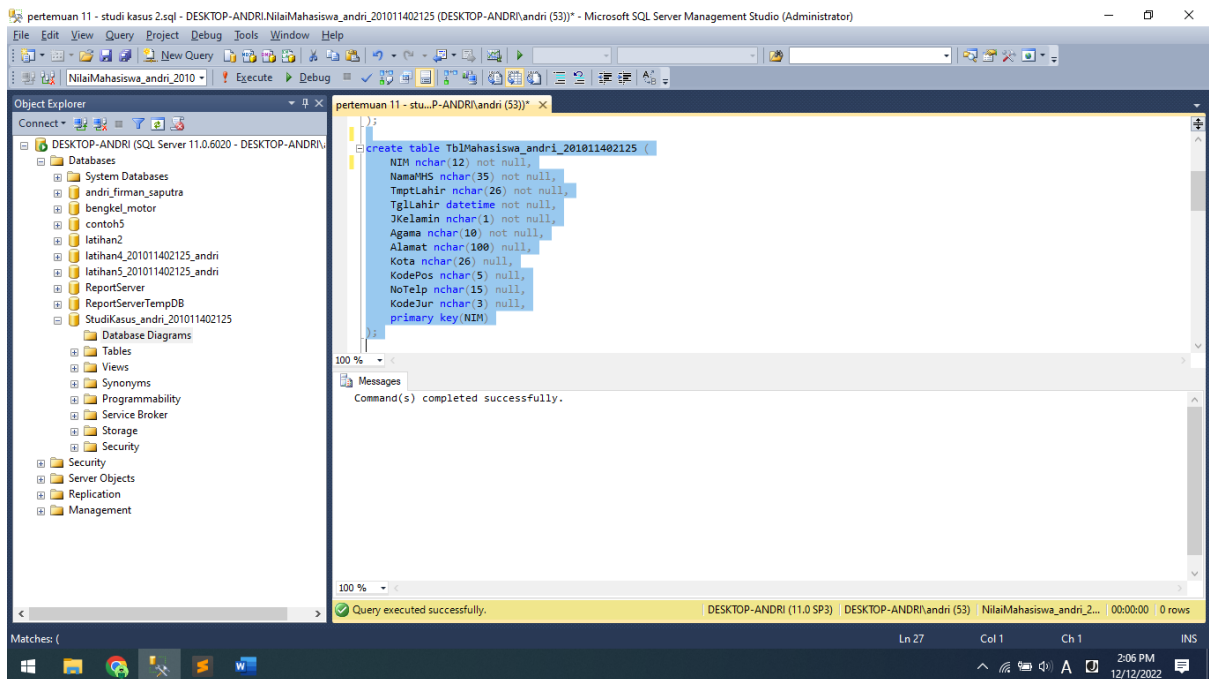 pertemuan 11 - studi kasus 2.sql - DESKTOP-ANDRI.NilaiMahasiswa_andri_201011402125 (DESKTOP-ANDRI\andri (53))* - Microsoft SQL Server Management Studio (Administrator)
File Edit View Query Project Debug Tools Window Help
New Query
NilaiMahasiswa_andri_2010 Execute Debug
Object Explorer
Connect
DESKTOP-ANDRI (SQL Server 11.0.6020 - DESKTOP-ANDRI\
Databases
System Databases
andri_firman_saputra
bengkel_motor
contoh5
latihan2
latihan4_201011402125_andri
latihan5_201011402125_andri
ReportServer
ReportServerTempDB
StudiKasus_andri_201011402125
Database Diagrams
Tables
Views
Synonyms
Programmability
Service Broker
Storage
Security
Security
Server Objects
Replication
Management
pertemuan 11 - stu...P-ANDRI\andri (53))*
);
create table TblMahasiswa_andri_201011402125 (
NIM nchar(12) not null,
NamaMHS nchar(35) not null,
TmptLahir nchar(26) not null,
TglLahir datetime not null,
JKelamin nchar(1) not null,
Agama nchar(10) not null,
Alamat nchar(100) null,
Kota nchar(26) null,
KodePos nchar(5) null,
NoTelp nchar(15) null,
KodeJur nchar(3) null,
primary key(NIM)
);
100 %
Messages
Command(s) completed successfully.
100 %
Query executed successfully. DESKTOP-ANDRI (11.0 SP3) DESKTOP-ANDRI\andri (53) NilaiMahasiswa_andri_2... 00:00:00 0 rows
Matches: ( Ln 27 Col 1 Ch 1 INS
A 2:06 PM
12/12/2022